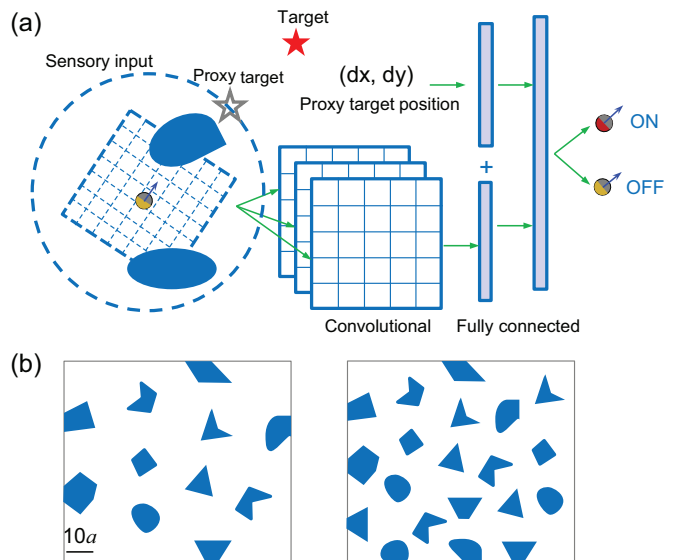 (a)
Target
Sensory input
Proxy target
(dx, dy)
Proxy target position
ON
+
OFF
Convolutional
Fully connected
(b)
10a